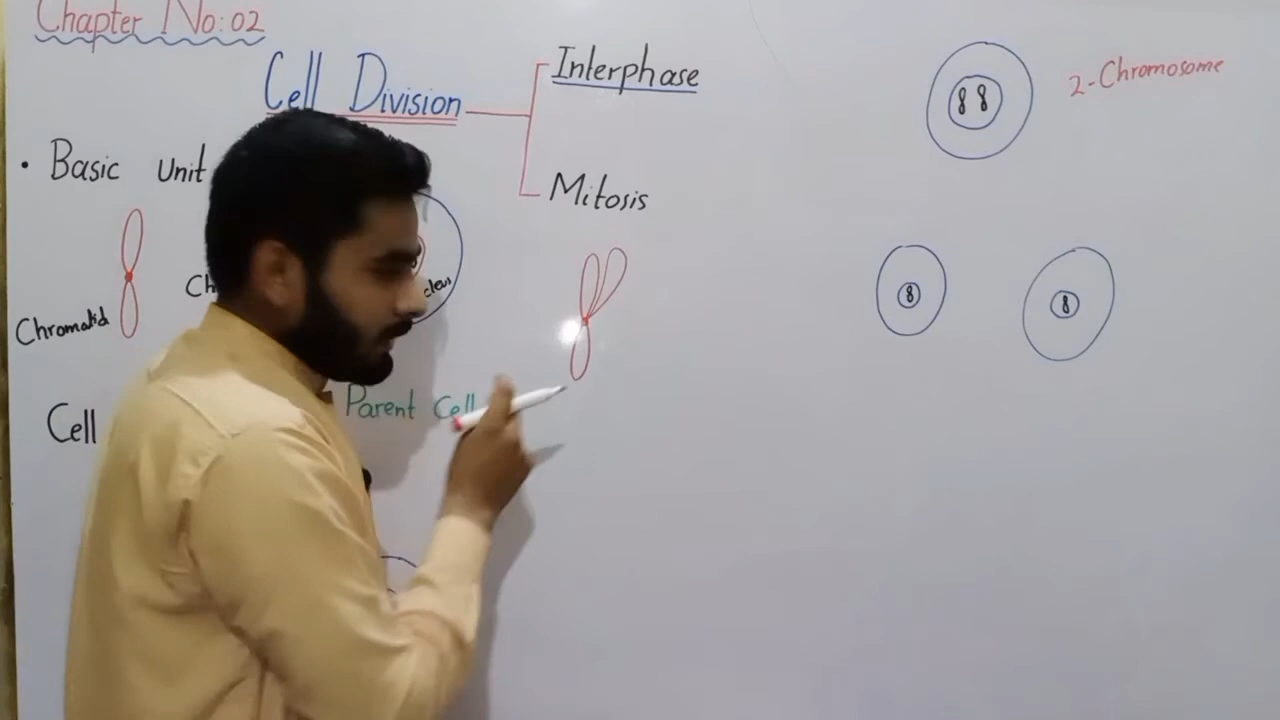 Chapter No: 02
Cell Division
Interphase
Mitosis
2-Chromosome
• Basic Unit
Chromatid
Parent Cell
Cell